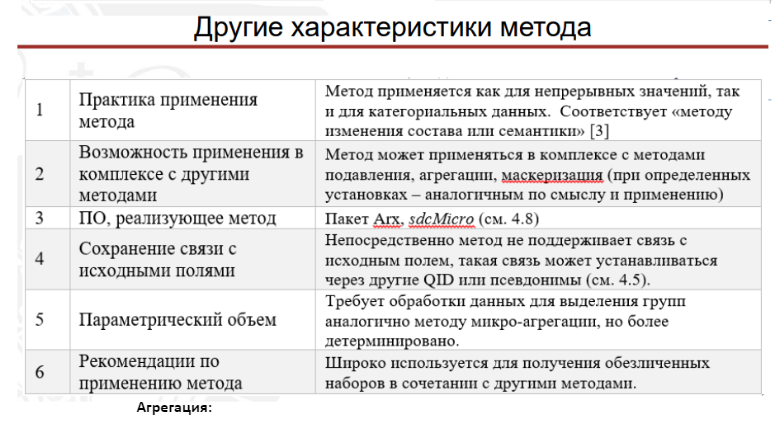 Другие характеристики метода
1
Практика применения
метода
Метод применяется как для непрерывных значений, так
и для категориальных данных. Соответствует «методу
изменения состава или семантики» [3]
2
Возможность применения в
комплексе с другими
методами
Метод может применяться в комплексе с методами
подавления, агрегации, маскеризация (при определенных
установках – аналогичным по смыслу и применению)
3
ПО, реализующее метод
Пакет Arx, sdcMicro (см. 4.8)
4
Сохранение связи с
исходными полями
Непосредственно метод не поддерживает связь с
исходным полем, такая связь может устанавливаться
через другие QID или псевдонимы (см. 4.5).
5
Параметрический объем
Требует обработки данных для выделения групп
аналогично методу микро-агрегации, но более
детерминировано.
6
Рекомендации по
применению метода
Широко используется для получения обезличенных
наборов в сочетании с другими методами.
Агрегация: